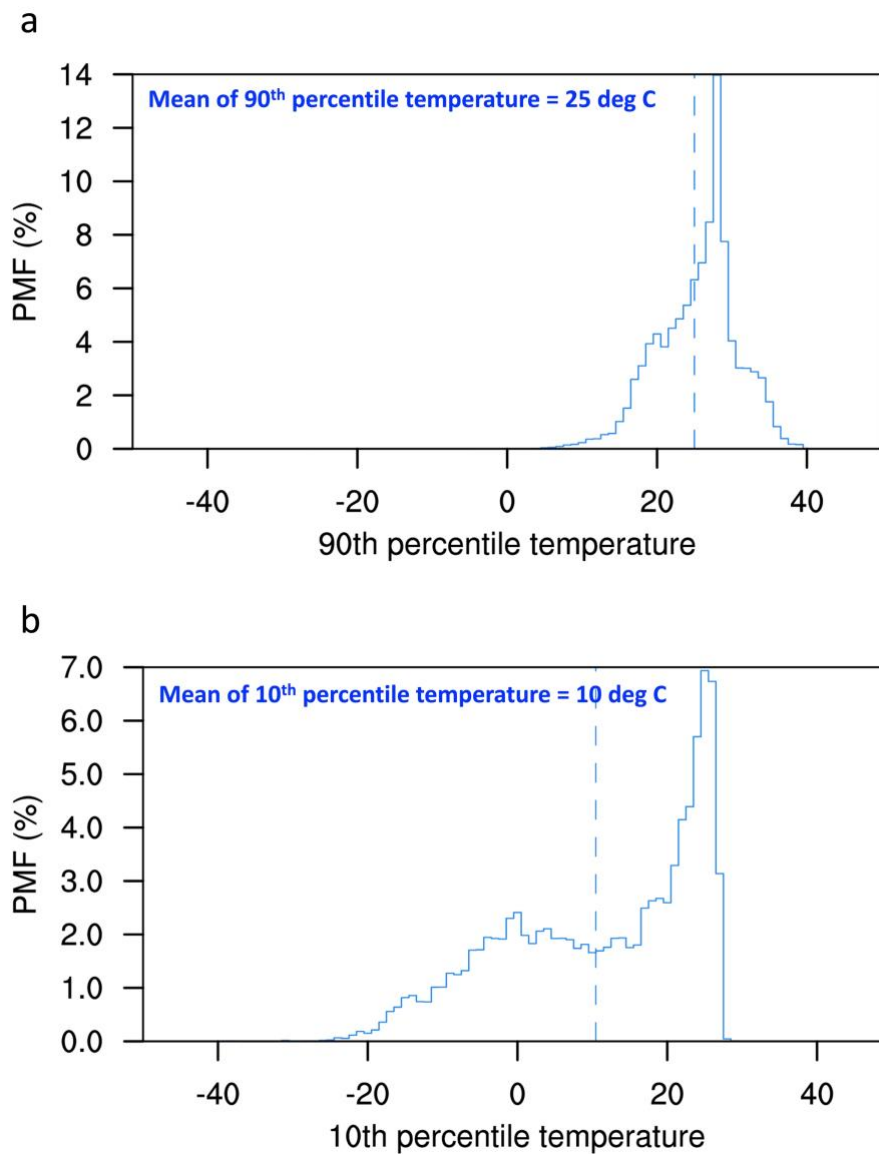 a
14
Mean of 90th percentile temperature = 25 deg C
12
10
8
6
4
2
0
PMF (%)
-40 -20 0 20 40
90th percentile temperature
b
7.0
Mean of 10th percentile temperature = 10 deg C
6.0
5.0
4.0
3.0
2.0
1.0
0.0
PMF (%)
-40 -20 0 20 40
10th percentile temperature